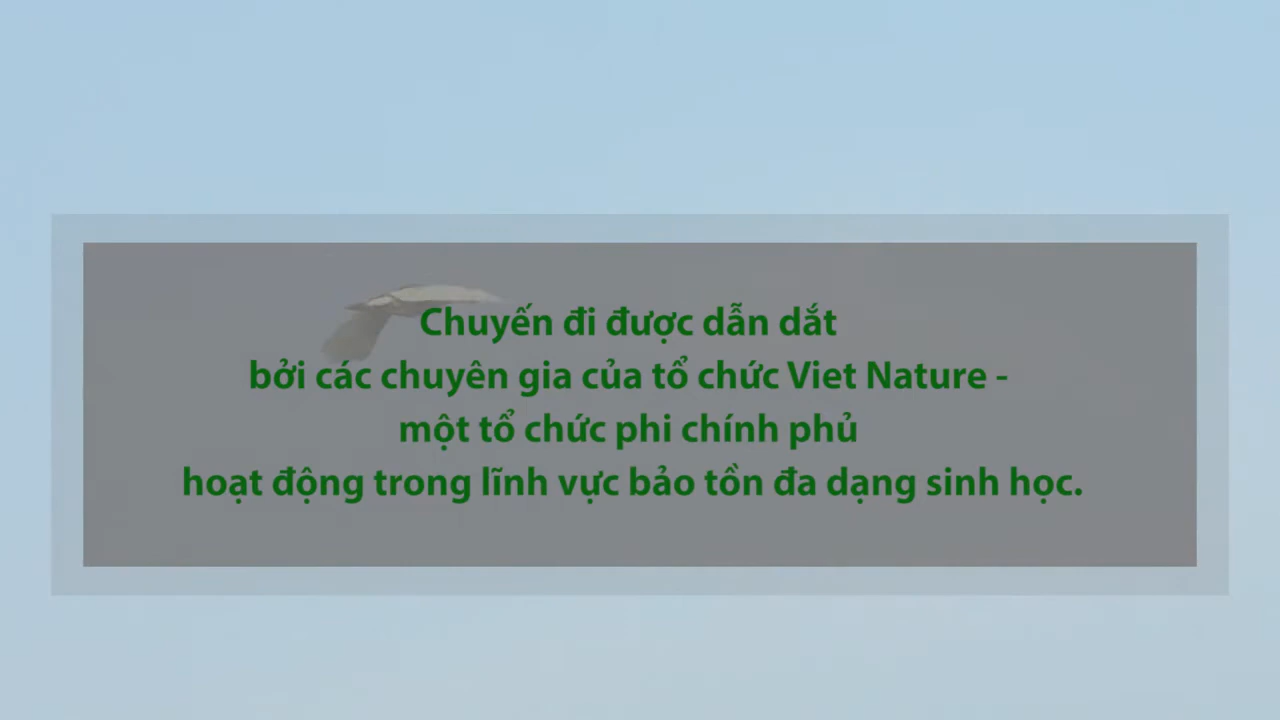 Chuyến đi được dẫn dắt
bởi các chuyên gia của tổ chức Viet Nature -
một tổ chức phi chính phủ
hoạt động trong lĩnh vực bảo tồn đa dạng sinh học.